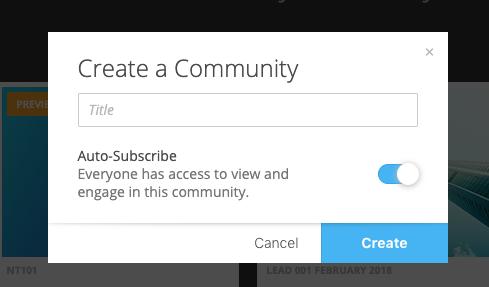 Create a Community
×
Title
Auto-Subscribe
Everyone has access to view and
engage in this community.
Cancel
Create
PREVIE
NT101
LEAD 001 FEBRUARY 2018